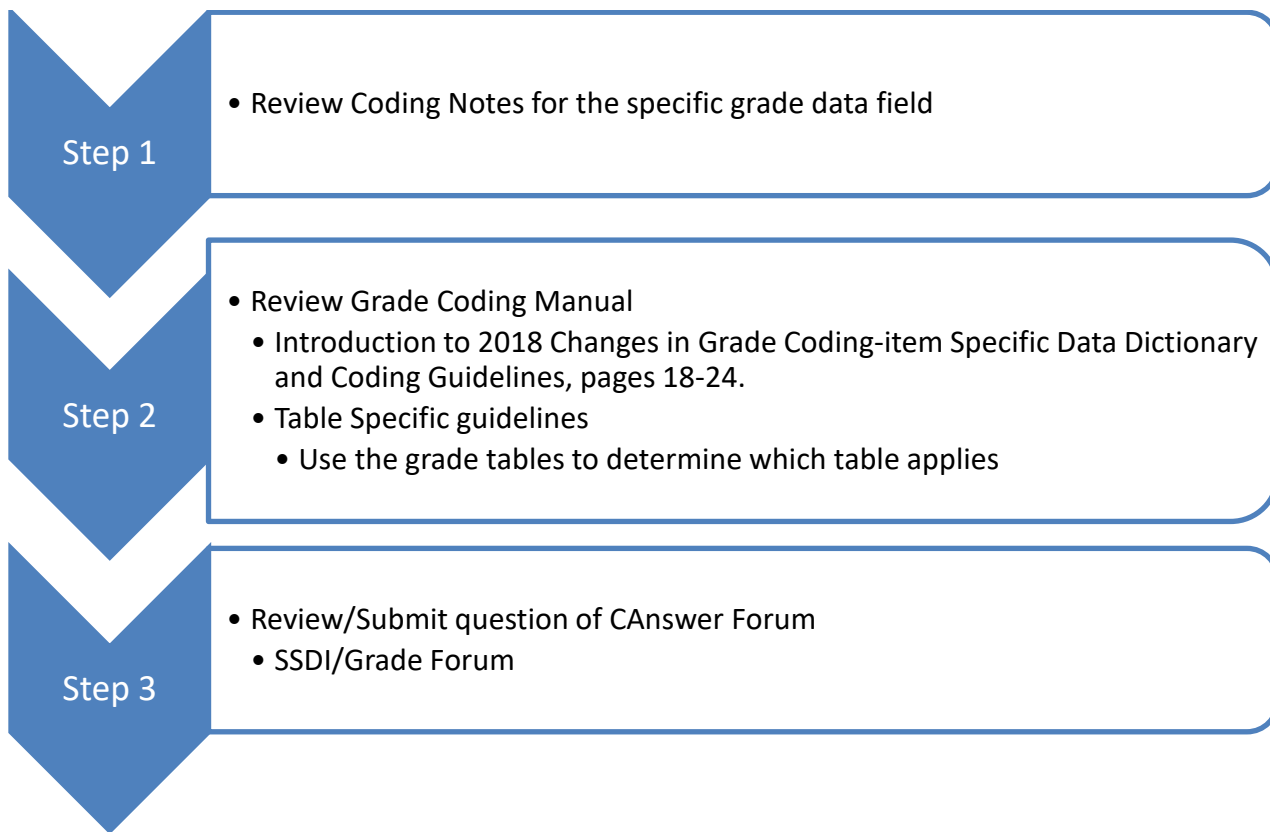 Step 1
• Review Coding Notes for the specific grade data field
Step 2
• Review Grade Coding Manual
• Introduction to 2018 Changes in Grade Coding-item Specific Data Dictionary
and Coding Guidelines, pages 18-24.
• Table Specific guidelines
• Use the grade tables to determine which table applies
Step 3
• Review/Submit question of CAnswer Forum
• SSDI/Grade Forum